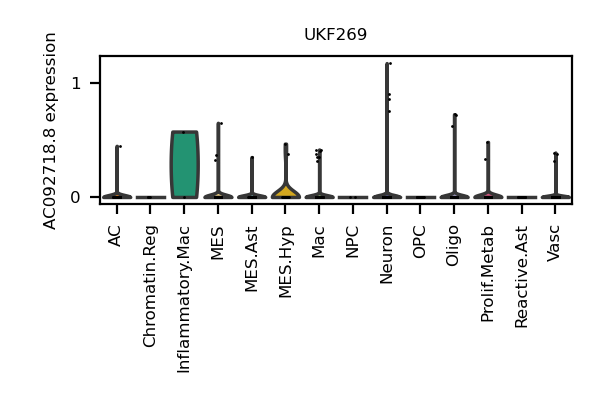 UKF269
AC092718.8 expression
1
0
AC
Chromatin.Reg
Inflammatory.Mac
MES
MES.Ast
MES.Hyp
Mac
NPC
Neuron
OPC
Oligo
Prolif.Metab
Reactive.Ast
Vasc